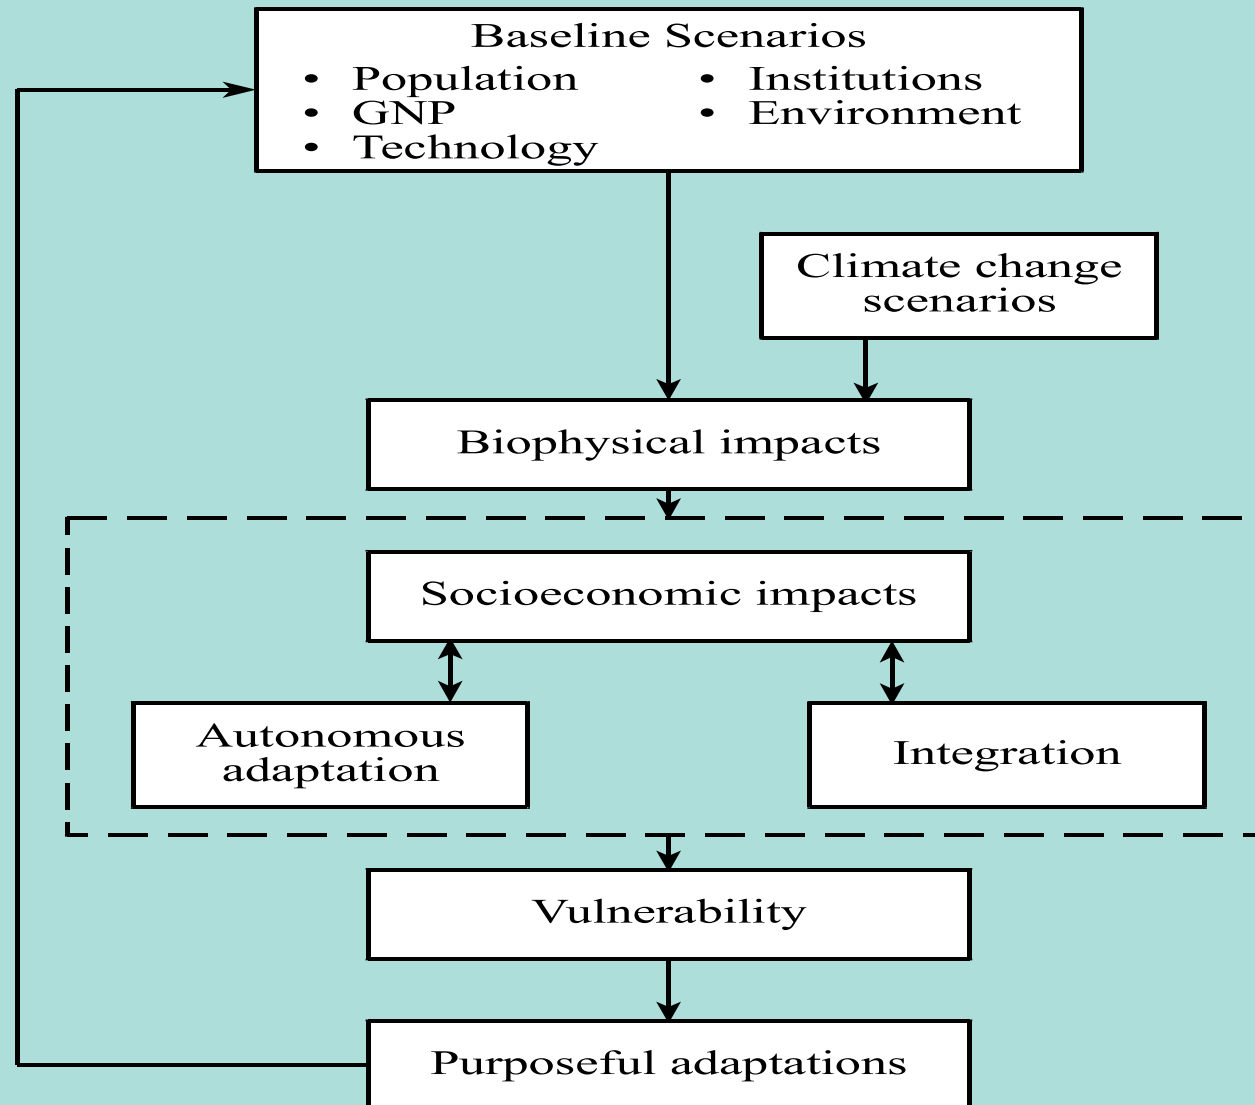 Baseline Scenarios
• Population
• GNP
• Technology
• Institutions
• Environment
Climate change
scenarios
Biophysical impacts
Socioeconomic impacts
Autonomous
adaptation
Integration
Vulnerability
Purposeful adaptations